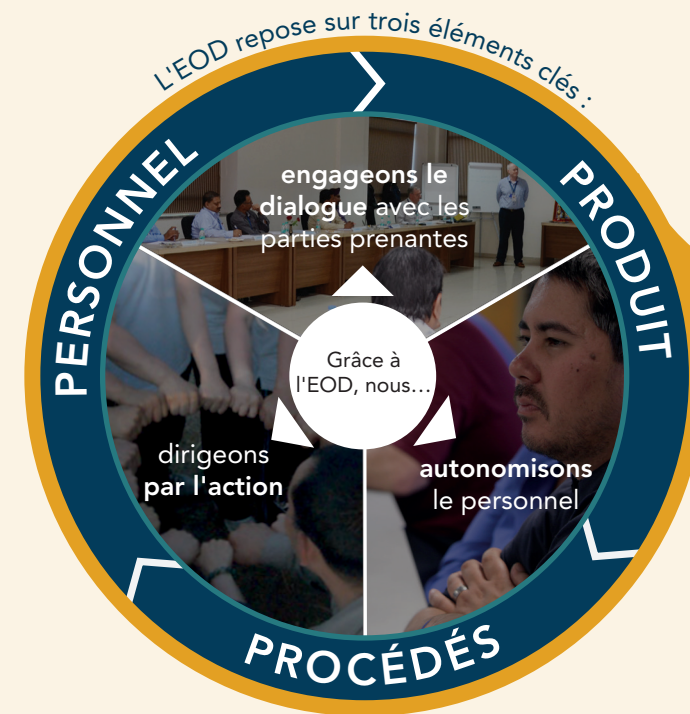 L'EOD repose sur trois éléments clés :
PERSONNEL
PRODUIT
PROCÉDÉS
engageons le
dialogue avec les
parties prenantes
Grâce à
l'EOD, nous…
dirigeons
par l'action
autonomisons
le personnel